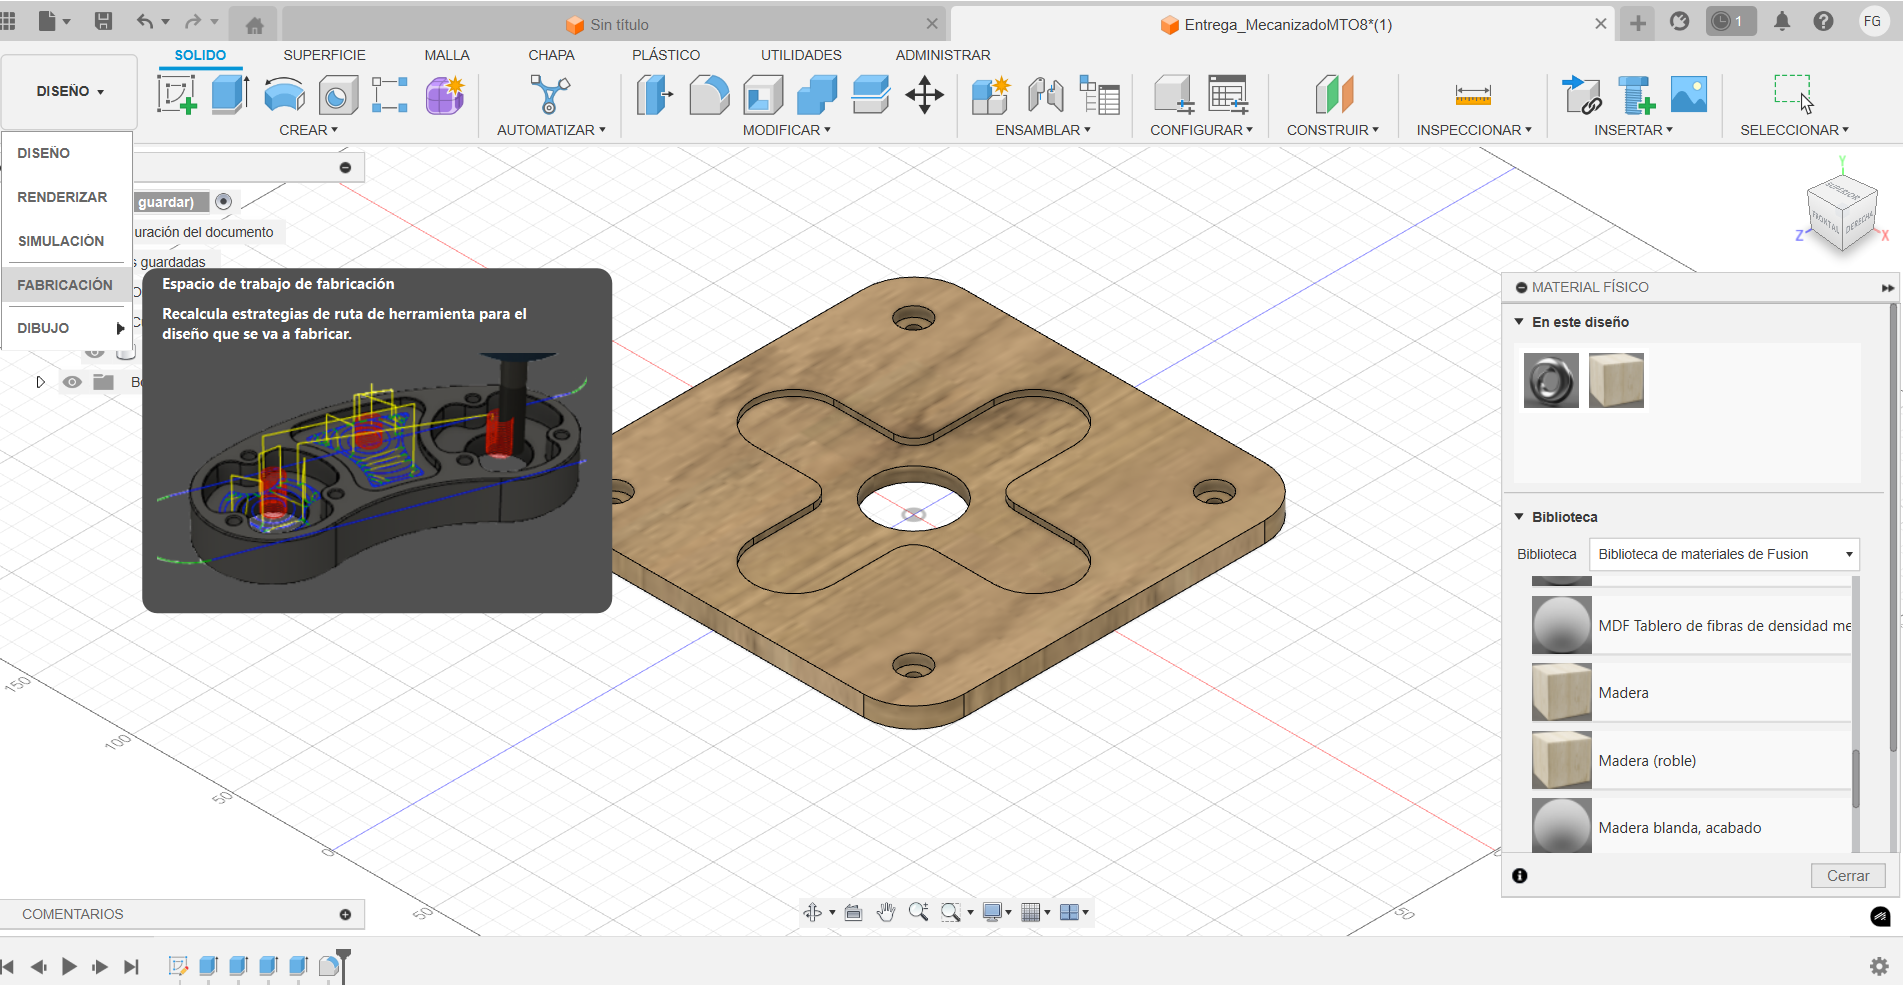 Sin título
Entrega_MecanizadoMTO8*(1)
1
FG
DISEÑO
SOLIDO
SUPERFICIE
MALLA
CHAPA
PLÁSTICO
UTILIDADES
ADMINISTRAR
CREAR
AUTOMATIZAR
MODIFICAR
ENSAMBLAR
CONFIGURAR
CONSTRUIR
INSPECCIONAR
INSERTAR
SELECCIONAR
DISEÑO
RENDERIZAR
SIMULACIÓN
FABRICACIÓN
DIBUJO
guardar)
uración del documento
s guardadas
Espacio de trabajo de fabricación
Recalcula estrategias de ruta de herramienta para el
diseño que se va a fabricar.
Y
SUPERIOR
FRONTAL
DERECHA
Z
X
MATERIAL FÍSICO
En este diseño
Biblioteca
Biblioteca
Biblioteca de materiales de Fusion
MDF Tablero de fibras de densidad me
Madera
Madera (roble)
Madera blanda, acabado
Cerrar
150
100
50
0
50
50
COMENTARIOS